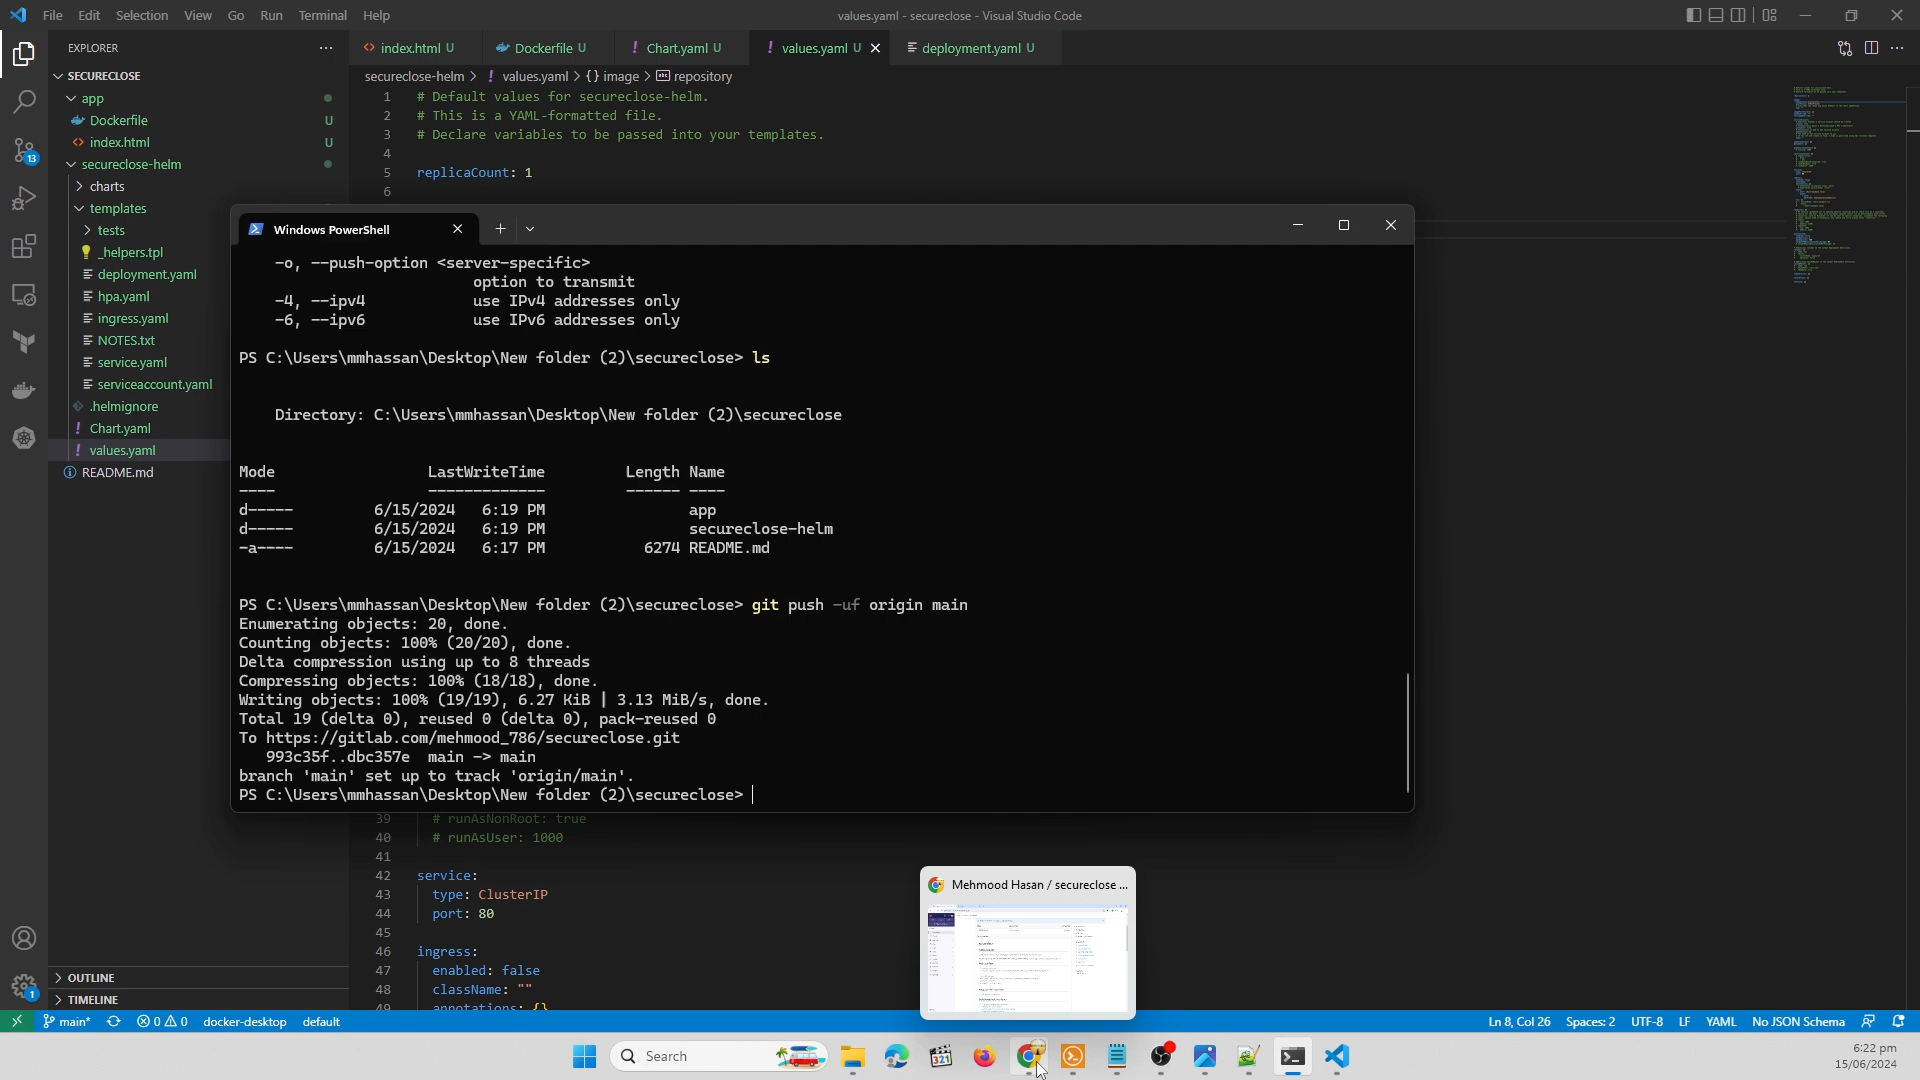 File Edit Selection View Go Run Terminal Help
values.yaml - secureclose - Visual Studio Code
EXPLORER
index.html U
Dockerfile U
! Chart.yaml U
! values.yaml U
deployment.yaml U
SECURECLOSE
app
Dockerfile U
index.html U
secureclose-helm
charts
templates
tests
_helpers.tpl
deployment.yaml
hpa.yaml
ingress.yaml
NOTES.txt
service.yaml
serviceaccount.yaml
.helmignore
! Chart.yaml
! values.yaml
README.md
OUTLINE
TIMELINE
13
1
secureclose-helm > ! values.yaml > {} image > abc repository
1 # Default values for secureclose-helm.
2 # This is a YAML-formatted file.
3 # Declare variables to be passed into your templates.
4
5 replicaCount: 1
6
Windows PowerShell
-o, --push-option <server-specific>
option to transmit
-4, --ipv4 use IPv4 addresses only
-6, --ipv6 use IPv6 addresses only
PS C:\Users\mmhassan\Desktop\New folder (2)\secureclose> ls
Directory: C:\Users\mmhassan\Desktop\New folder (2)\secureclose
Mode LastWriteTime Length Name
---- ------------- ------ ----
d----- 6/15/2024 6:19 PM app
d----- 6/15/2024 6:19 PM secureclose-helm
-a---- 6/15/2024 6:17 PM 6274 README.md
PS C:\Users\mmhassan\Desktop\New folder (2)\secureclose> git push -uf origin main
Enumerating objects: 20, done.
Counting objects: 100% (20/20), done.
Delta compression using up to 8 threads
Compressing objects: 100% (18/18), done.
Writing objects: 100% (19/19), 6.27 KiB | 3.13 MiB/s, done.
Total 19 (delta 0), reused 0 (delta 0), pack-reused 0
To https://gitlab.com/mehmood_786/secureclose.git
993c35f..dbc357e main -> main
branch 'main' set up to track 'origin/main'.
PS C:\Users\mmhassan\Desktop\New folder (2)\secureclose>
39 # runAsNonRoot: true
40 # runAsUser: 1000
41
42 service:
43 type: ClusterIP
44 port: 80
45
46 ingress:
47 enabled: false
48 className: ""
49 annotations: {}
Mehmood Hasan / secureclose ...
main* 0 0 docker-desktop default
Ln 8, Col 26 Spaces: 2 UTF-8 LF YAML No JSON Schema
Search
321
6:22 pm
15/06/2024